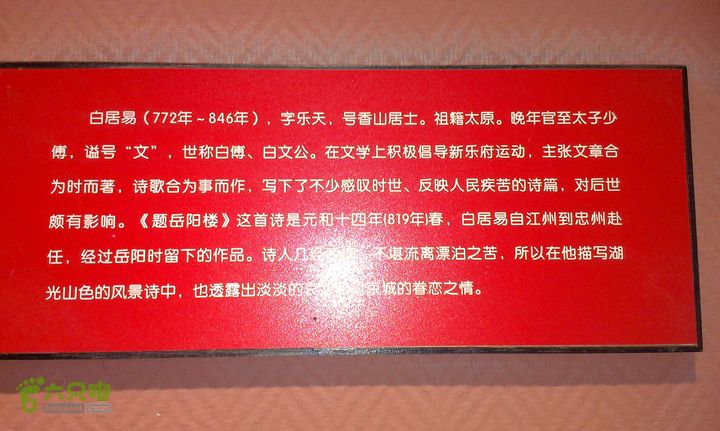 白居易（772年～846年），字乐天，号香山居士。祖籍太原。晚年官至太子少
傅，谥号“文”，世称白傅、白文公。在文学上积极倡导新乐府运动，主张文章合
为时而著，诗歌合为事而作，写下了不少感叹时世、反映人民疾苦的诗篇，对后世
颇有影响。《题岳阳楼》这首诗是元和十四年(819年)春，白居易自江州到忠州赴
任，经过岳阳时留下的作品。诗人几经 不堪流离漂泊之苦，所以在他描写湖
光山色的风景诗中，也透露出淡淡的 京城的眷恋之情。
六只脚